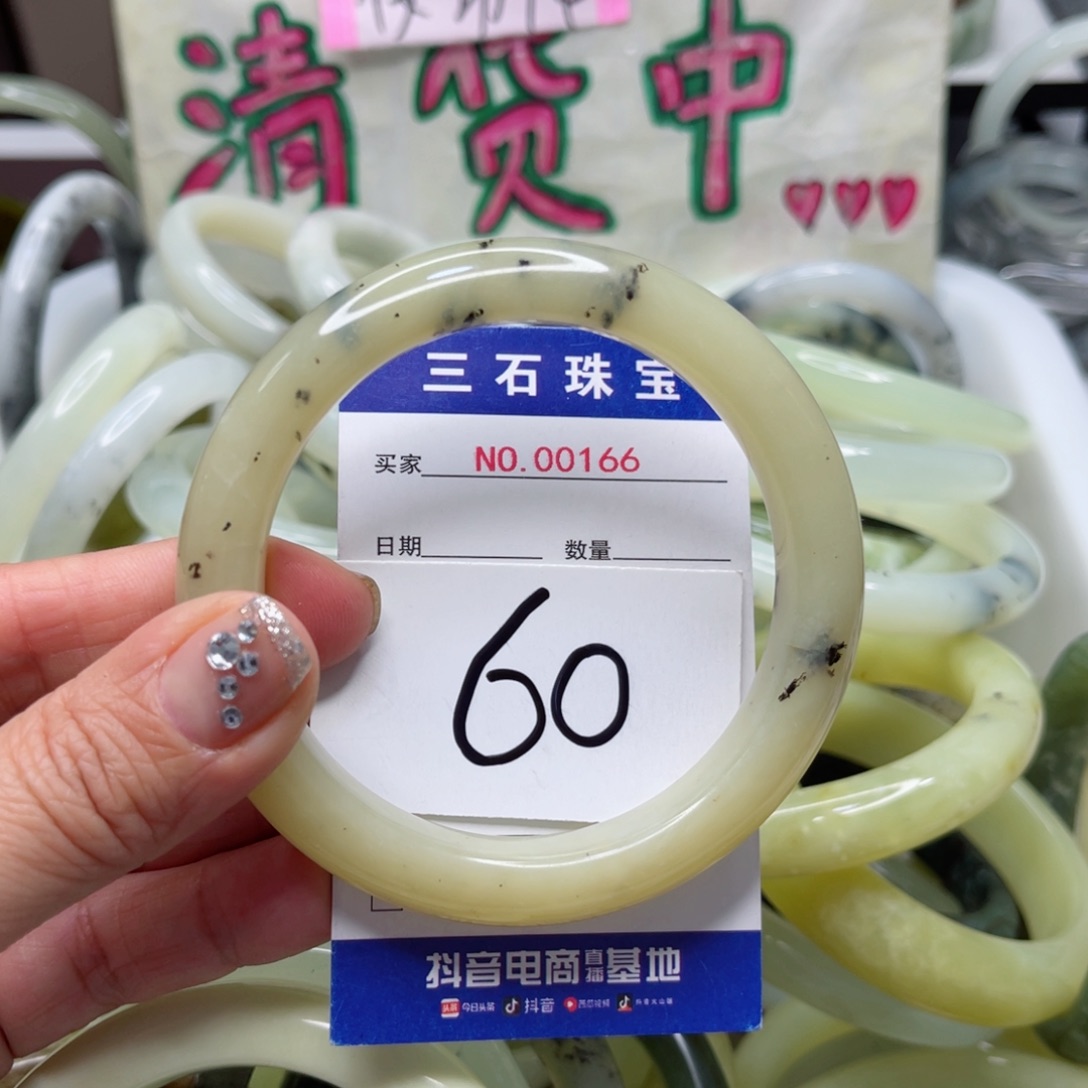 清货中
三石珠宝
买家 NO.00166
日期 数量
60
抖音电商直播基地
头条 今日头条 抖音 西瓜视频 抖音火山版